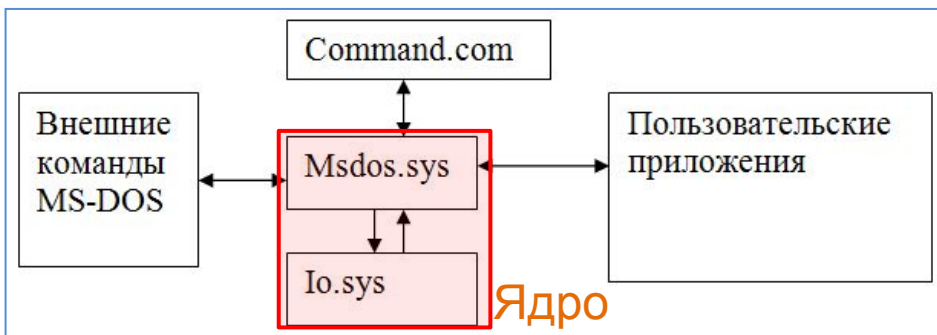 Command.com
Внешние
команды
MS-DOS
Msdos.sys
Пользовательские
приложения
Io.sys
Ядро